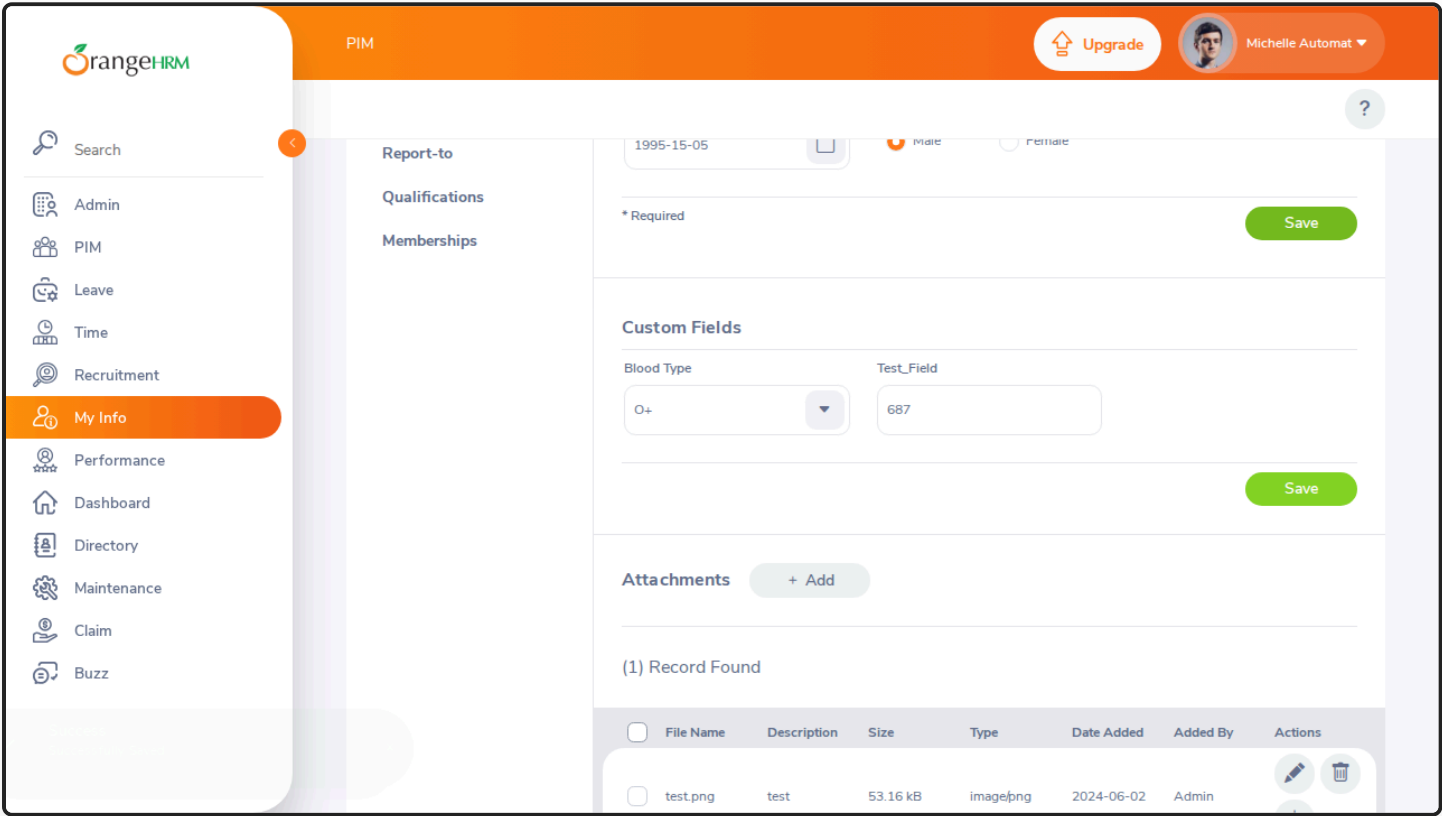 OrangeHRM
PIM
Upgrade
Michelle Automat
?
Search
Admin
PIM
Leave
Time
Recruitment
My Info
Performance
Dashboard
Directory
Maintenance
Claim
Buzz
Report-to
Qualifications
Memberships
1995-15-05
Male
Female
* Required
Save
Custom Fields
Blood Type
Test_Field
O+
687
Save
Attachments
+ Add
(1) Record Found
File Name Description Size Type Date Added Added By Actions
test.png test 53.16 kB image/png 2024-06-02 Admin